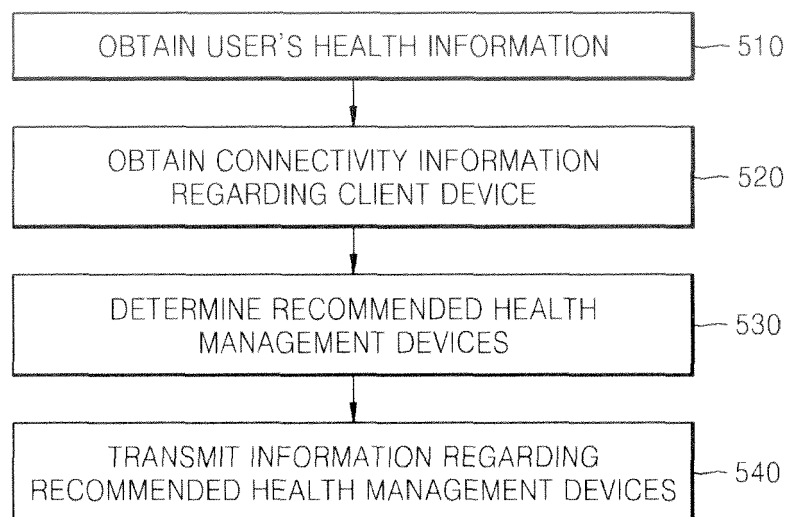 OBTAIN USER'S HEALTH INFORMATION
510
OBTAIN CONNECTIVITY INFORMATION
REGARDING CLIENT DEVICE
520
DETERMINE RECOMMENDED HEALTH
MANAGEMENT DEVICES
530
TRANSMIT INFORMATION REGARDING
RECOMMENDED HEALTH MANAGEMENT DEVICES
540